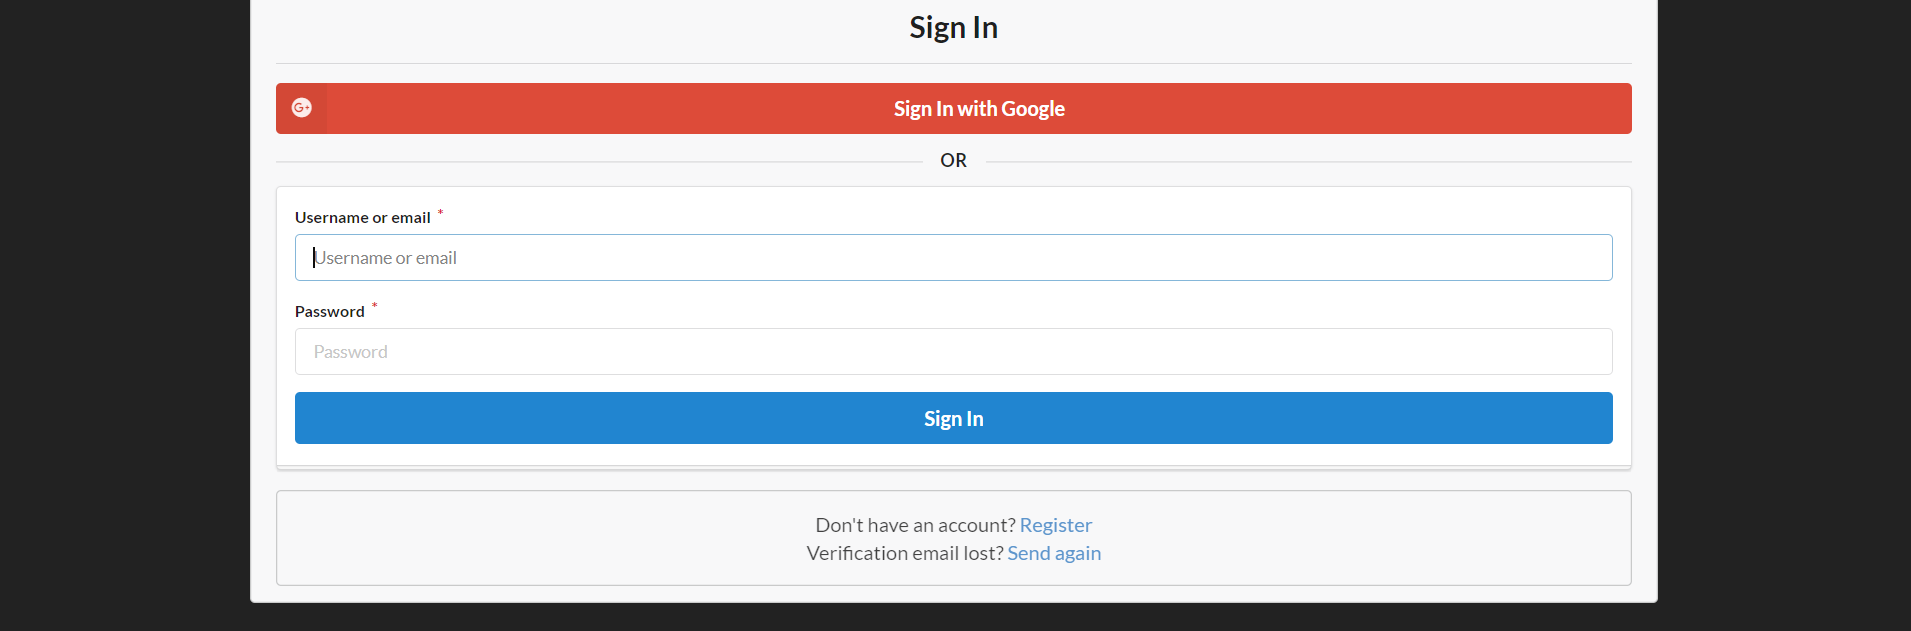 Sign In
G+
Sign In with Google
OR
Username or email *
Username or email
Password *
Password
Sign In
Don't have an account? Register
Verification email lost? Send again